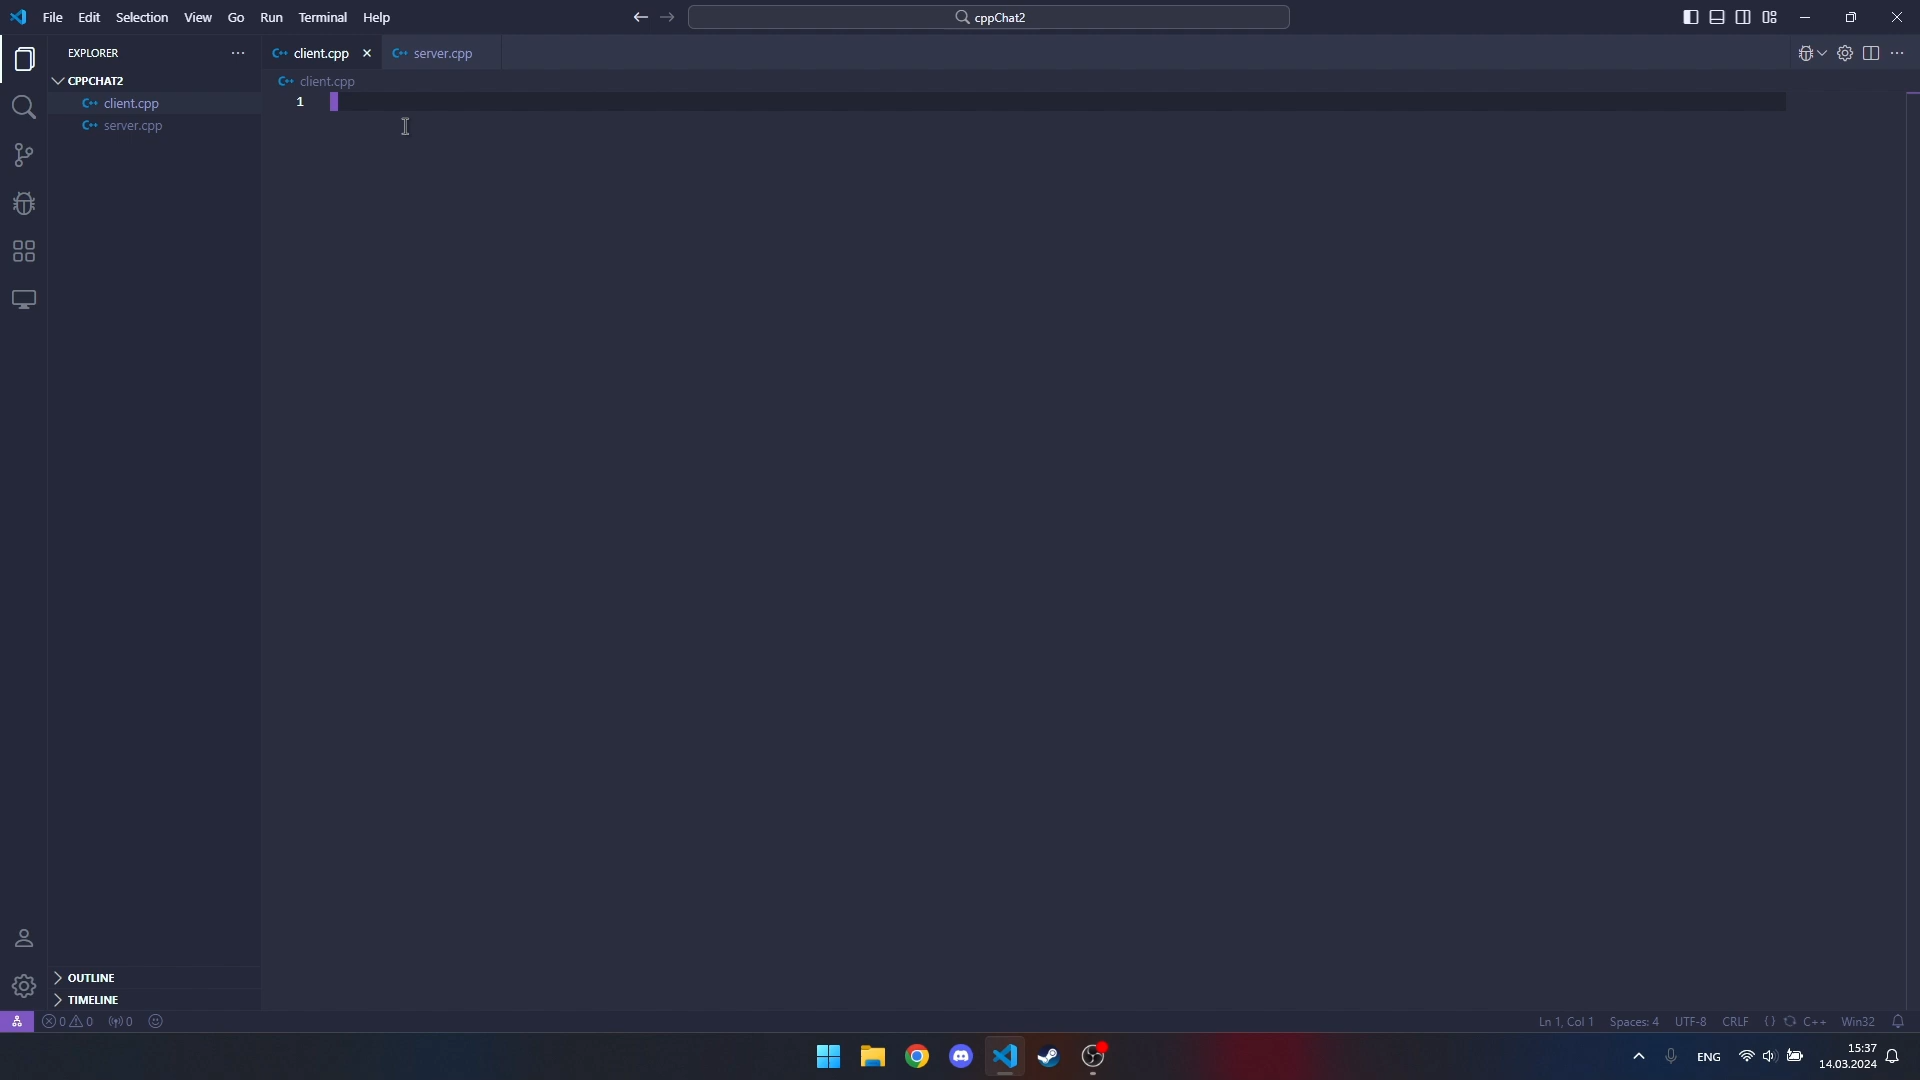 File Edit Selection View Go Run Terminal Help
cppChat2
EXPLORER
CPPCHAT2
C++ client.cpp
C++ server.cpp
C++ client.cpp
C++ server.cpp
C++ client.cpp
1
OUTLINE
TIMELINE
0 0 0
Ln 1, Col 1 Spaces: 4 UTF-8 CRLF {} C++ Win32
ENG
15:37
14.03.2024